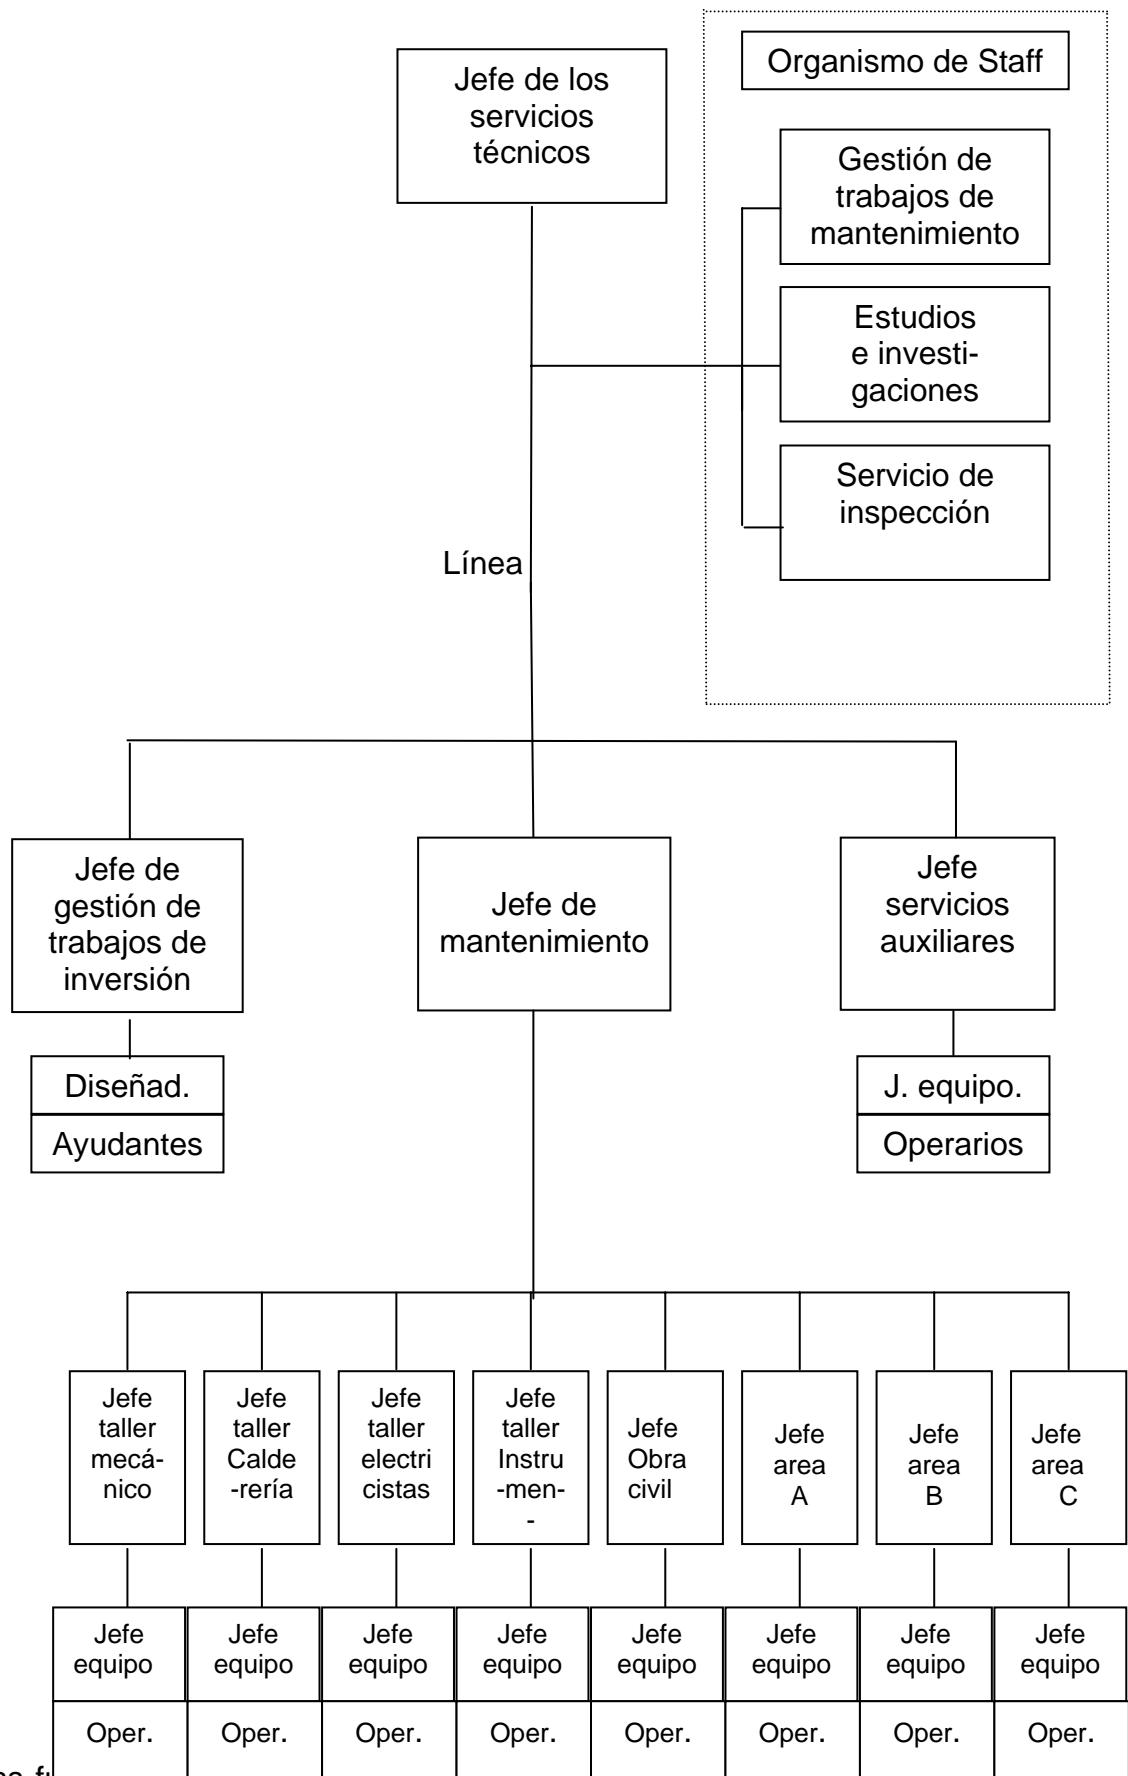 Jefe de los
servicios
técnicos
Organismo de Staff
Gestión de
trabajos de
mantenimiento
Estudios
e investi-
gaciones
Servicio de
inspección
Línea
Jefe de
gestión de
trabajos de
inversión
Jefe de
mantenimiento
Jefe
servicios
auxiliares
Diseñad.
Ayudantes
J. equipo.
Operarios
Jefe
taller
mecá-
nico
Jefe
taller
Calde
-rería
Jefe
taller
electri
cistas
Jefe
taller
Instru
-men-
-
Jefe
Obra
civil
Jefe
area
A
Jefe
area
B
Jefe
area
C
Jefe
equipo
Jefe
equipo
Jefe
equipo
Jefe
equipo
Jefe
equipo
Jefe
equipo
Jefe
equipo
Jefe
equipo
Oper.
Oper.
Oper.
Oper.
Oper.
Oper.
Oper.
Oper.